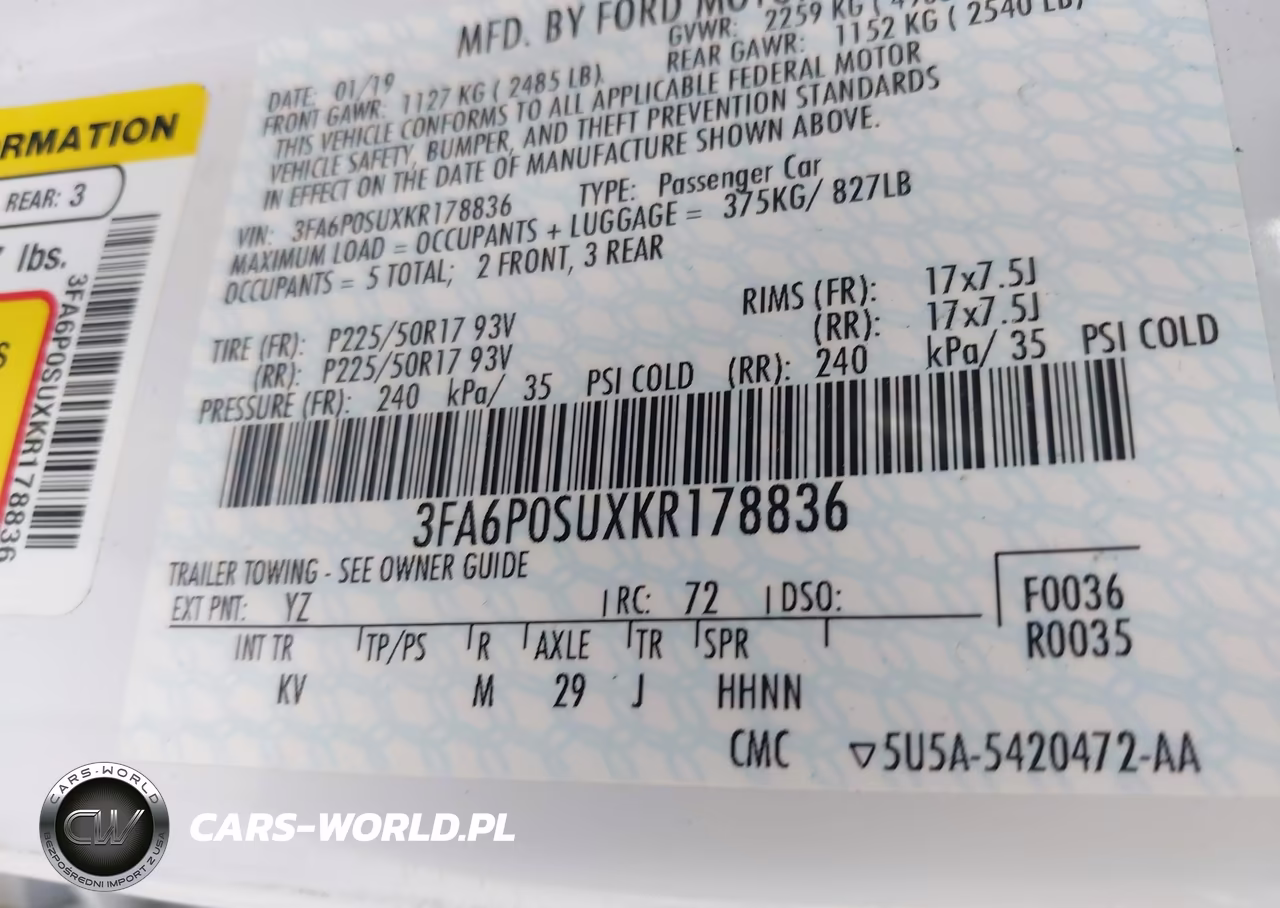 MFD. BY FORD
GVWR: 2259 KG (
DATE: 01/19
FRONT GAWR: 1127 KG ( 2485 LB)
REAR GAWR: 1152 KG ( 2540 LB)
THIS VEHICLE CONFORMS TO ALL APPLICABLE FEDERAL MOTOR
VEHICLE SAFETY, BUMPER, AND THEFT PREVENTION STANDARDS
IN EFFECT ON THE DATE OF MANUFACTURE SHOWN ABOVE.
VIN: 3FA6P0SUXKR178836 TYPE: Passenger Car
MAXIMUM LOAD = OCCUPANTS + LUGGAGE = 375KG/ 827LB
OCCUPANTS = 5 TOTAL; 2 FRONT, 3 REAR
TIRE (FR): P225/50R17 93V RIMS (FR): 17x7.5J
(RR): P225/50R17 93V (RR): 17x7.5J
PRESSURE (FR): 240 kPa/ 35 PSI COLD (RR): 240 kPa/ 35 PSI COLD
3FA6P0SUXKR178836
TRAILER TOWING - SEE OWNER GUIDE
EXT PNT: YZ RC: 72 DSO: F0036
R0035
INT TR TP/PS R AXLE TR SPR
KV M 29 J HHNN
CMC ▽5U5A-5420472-AA
RMATION
REAR: 3
lbs.
3FA6P0SUXKR178836
CARS-WORLD
CW
BEZPOŚREDNI IMPORT Z USA
CARS-WORLD.PL